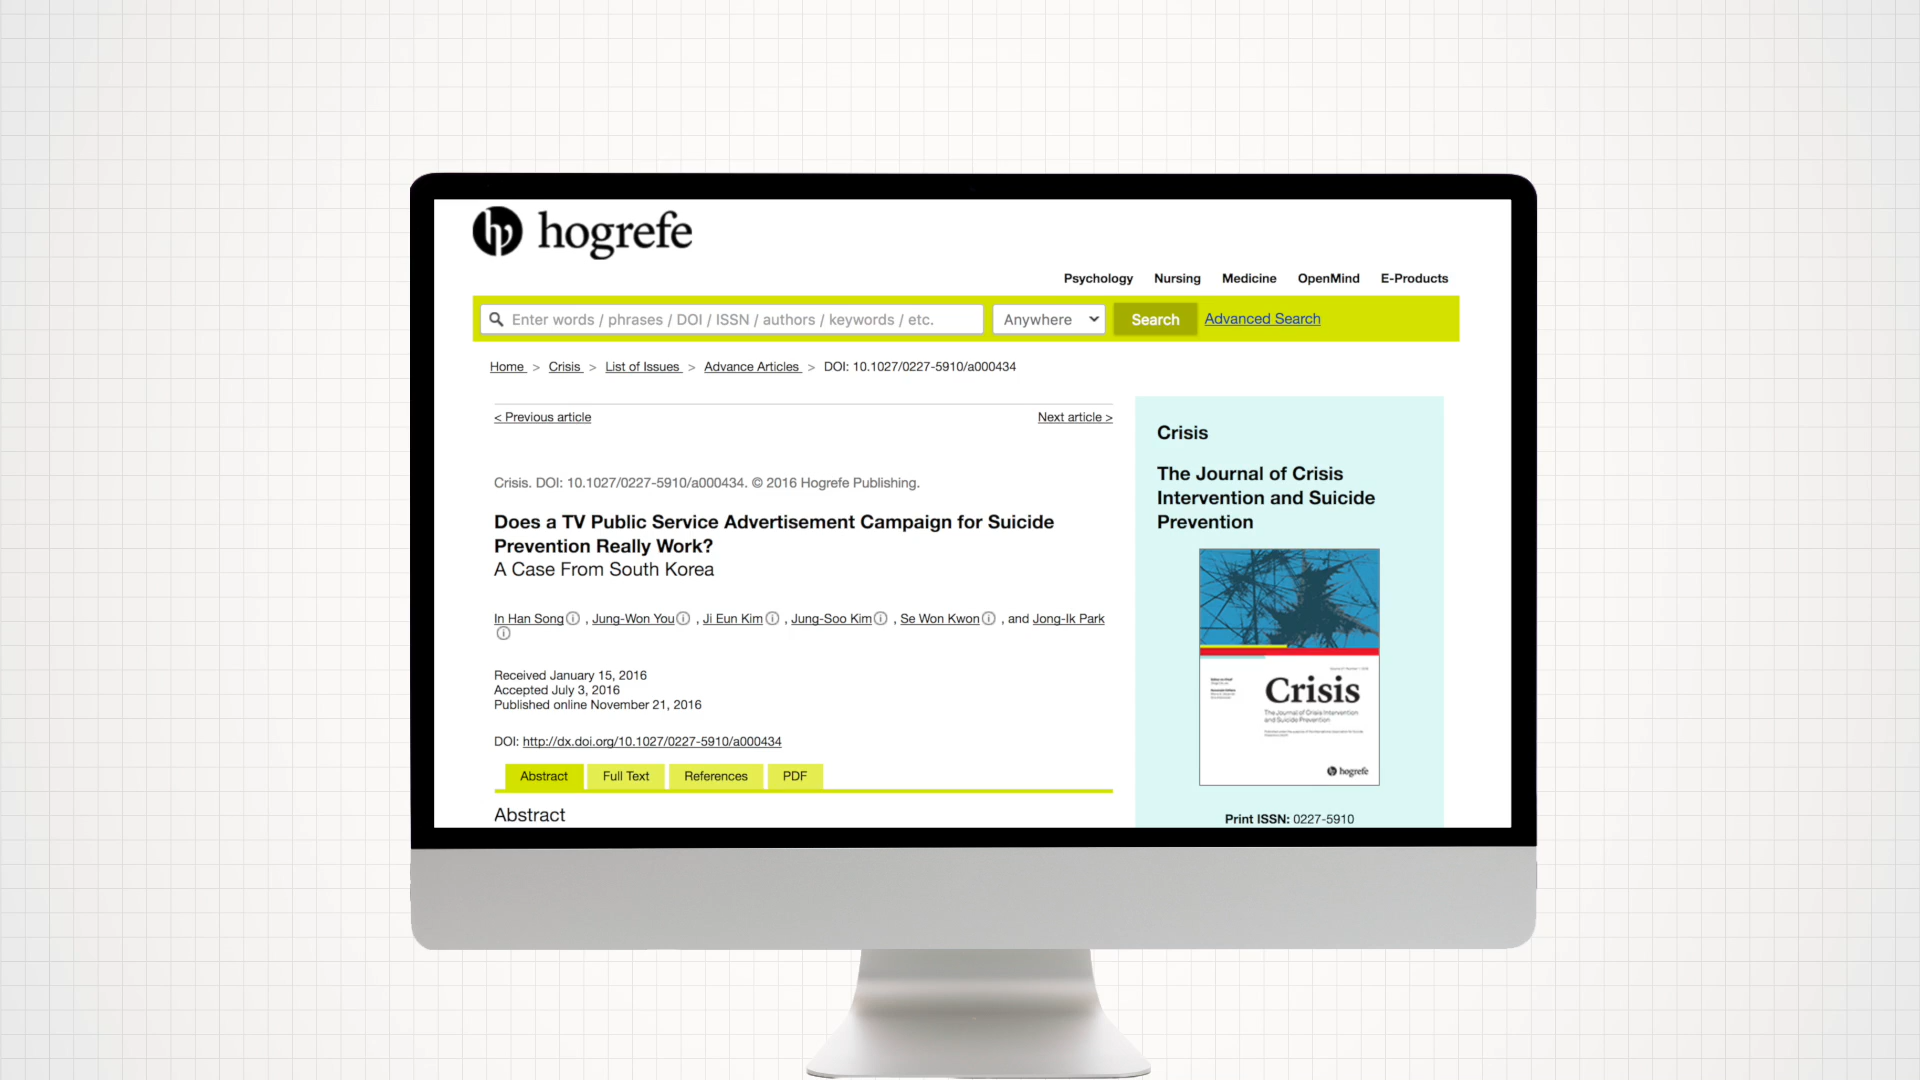 hp hogrefe
Psychology Nursing Medicine OpenMind E-Products
Enter words / phrases / DOI / ISSN / authors / keywords / etc. Anywhere Search Advanced Search
Home > Crisis > List of Issues > Advance Articles > DOI: 10.1027/0227-5910/a000434
< Previous article Next article >
Crisis. DOI: 10.1027/0227-5910/a000434. © 2016 Hogrefe Publishing.
Does a TV Public Service Advertisement Campaign for Suicide
Prevention Really Work?
A Case From South Korea
In Han Song , Jung-Won You , Ji Eun Kim , Jung-Soo Kim , Se Won Kwon , and Jong-Ik Park
Received January 15, 2016
Accepted July 3, 2016
Published online November 21, 2016
DOI: http://dx.doi.org/10.1027/0227-5910/a000434
Abstract Full Text References PDF
Abstract
Crisis
The Journal of Crisis
Intervention and Suicide
Prevention
Crisis
The Journal of Crisis Intervention
and Suicide Prevention
hogrefe
Print ISSN: 0227-5910